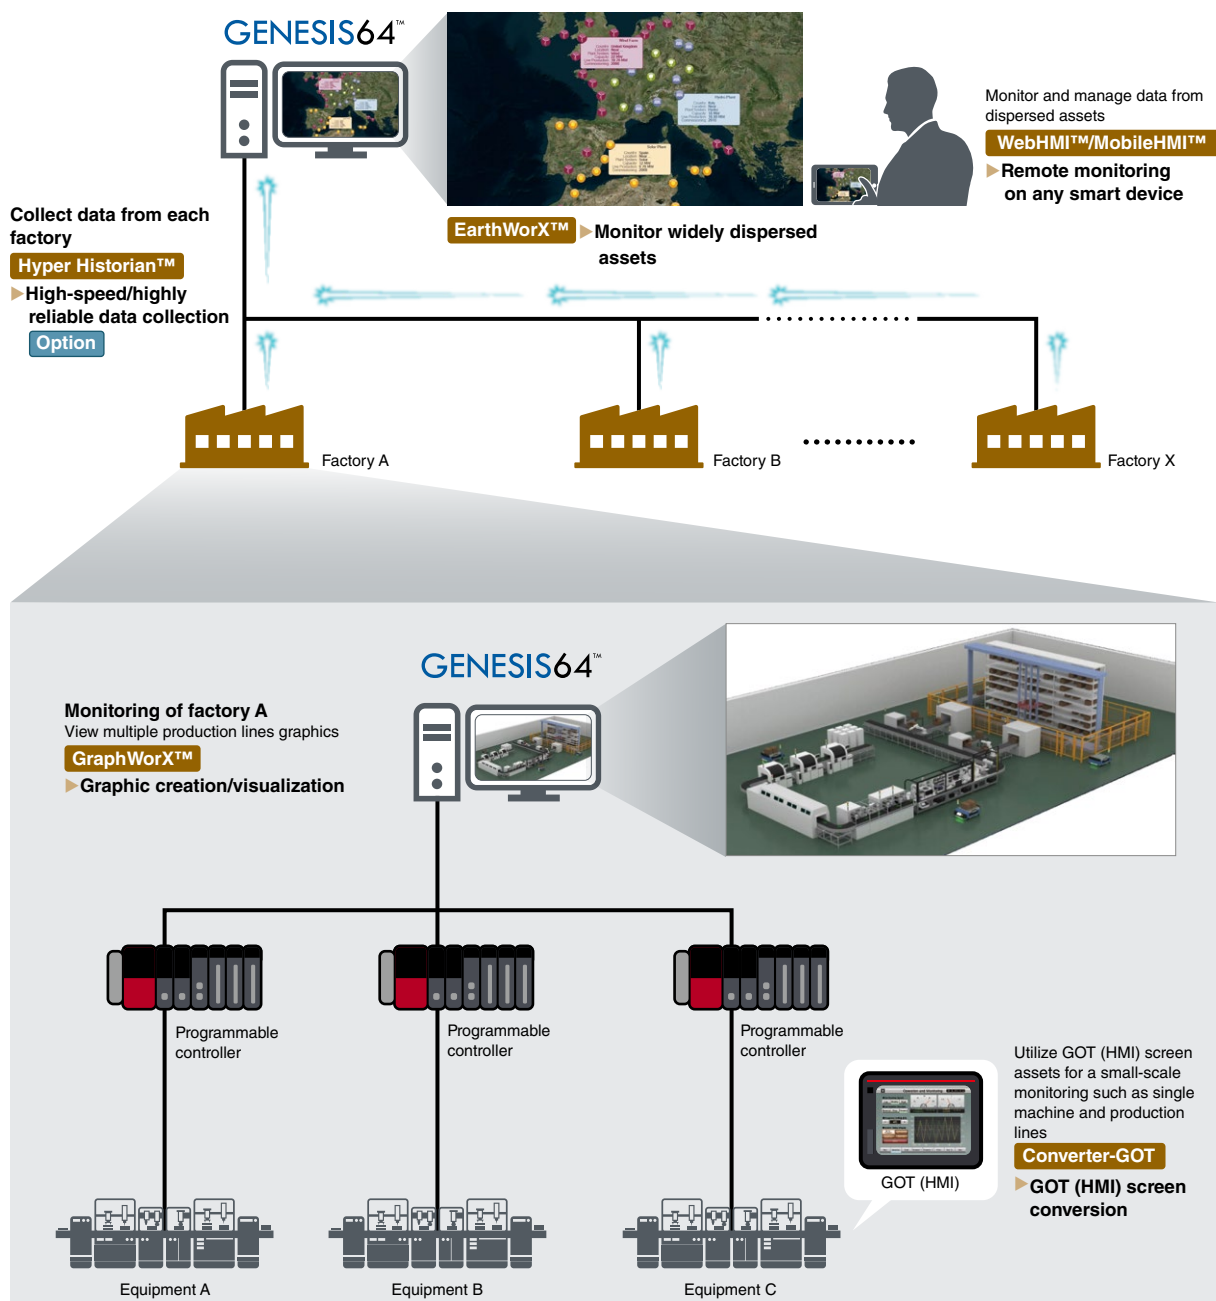 GENESIS64™
Monitor and manage data from
dispersed assets
WebHMI™/MobileHMI™
Remote monitoring
on any smart device
Collect data from each
factory
Hyper Historian™
High-speed/highly
reliable data collection
Option
EarthWorX™
Monitor widely dispersed
assets
Factory A
Factory B
Factory X
GENESIS64™
Monitoring of factory A
View multiple production lines graphics
GraphWorX™
Graphic creation/visualization
Programmable
controller
Programmable
controller
Programmable
controller
Utilize GOT (HMI) screen
assets for a small-scale
monitoring such as single
machine and production
lines
Converter-GOT
GOT (HMI) screen
conversion
GOT (HMI)
Equipment A
Equipment B
Equipment C